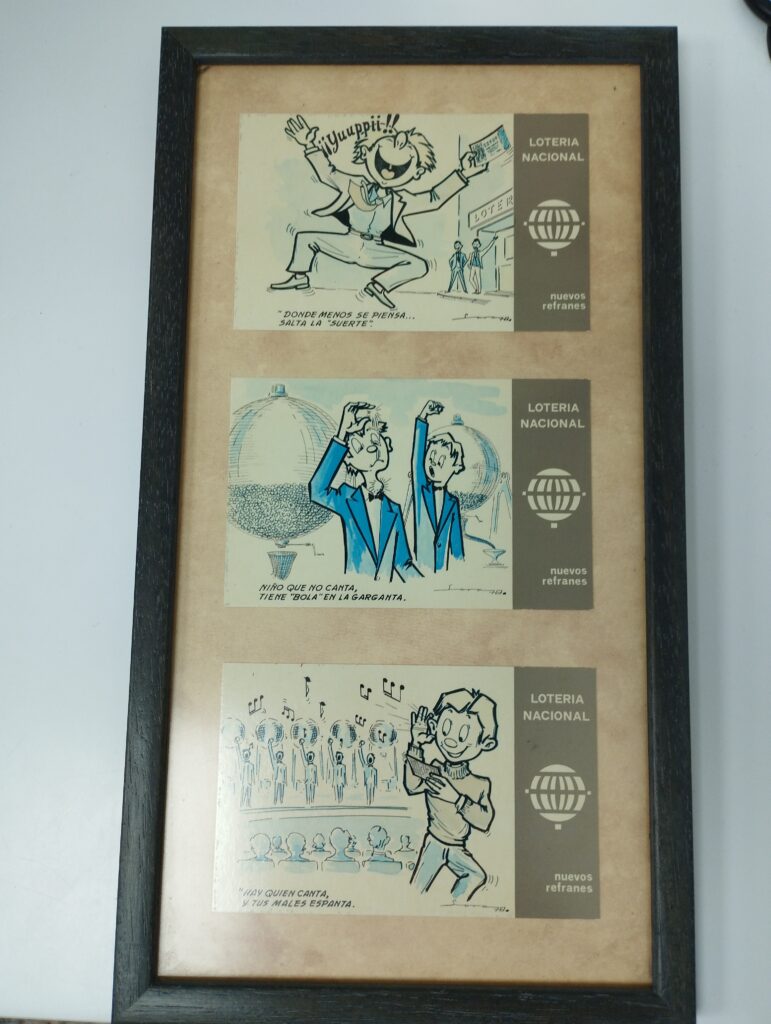 ¡¡Yuuppii-!!
LOTER
LOTERIA
NACIONAL
nuevos
refranes
"DONDE MENOS SE PIENSA...
SALTA LA "SUERTE".
LOTERIA
NACIONAL
nuevos
refranes
NIÑO QUE NO CANTA,
TIENE "BOLA" EN LA GARGANTA.
LOTERIA
NACIONAL
nuevos
refranes
"HAY QUIEN CANTA,
Y TUS MALES ESPANTA.